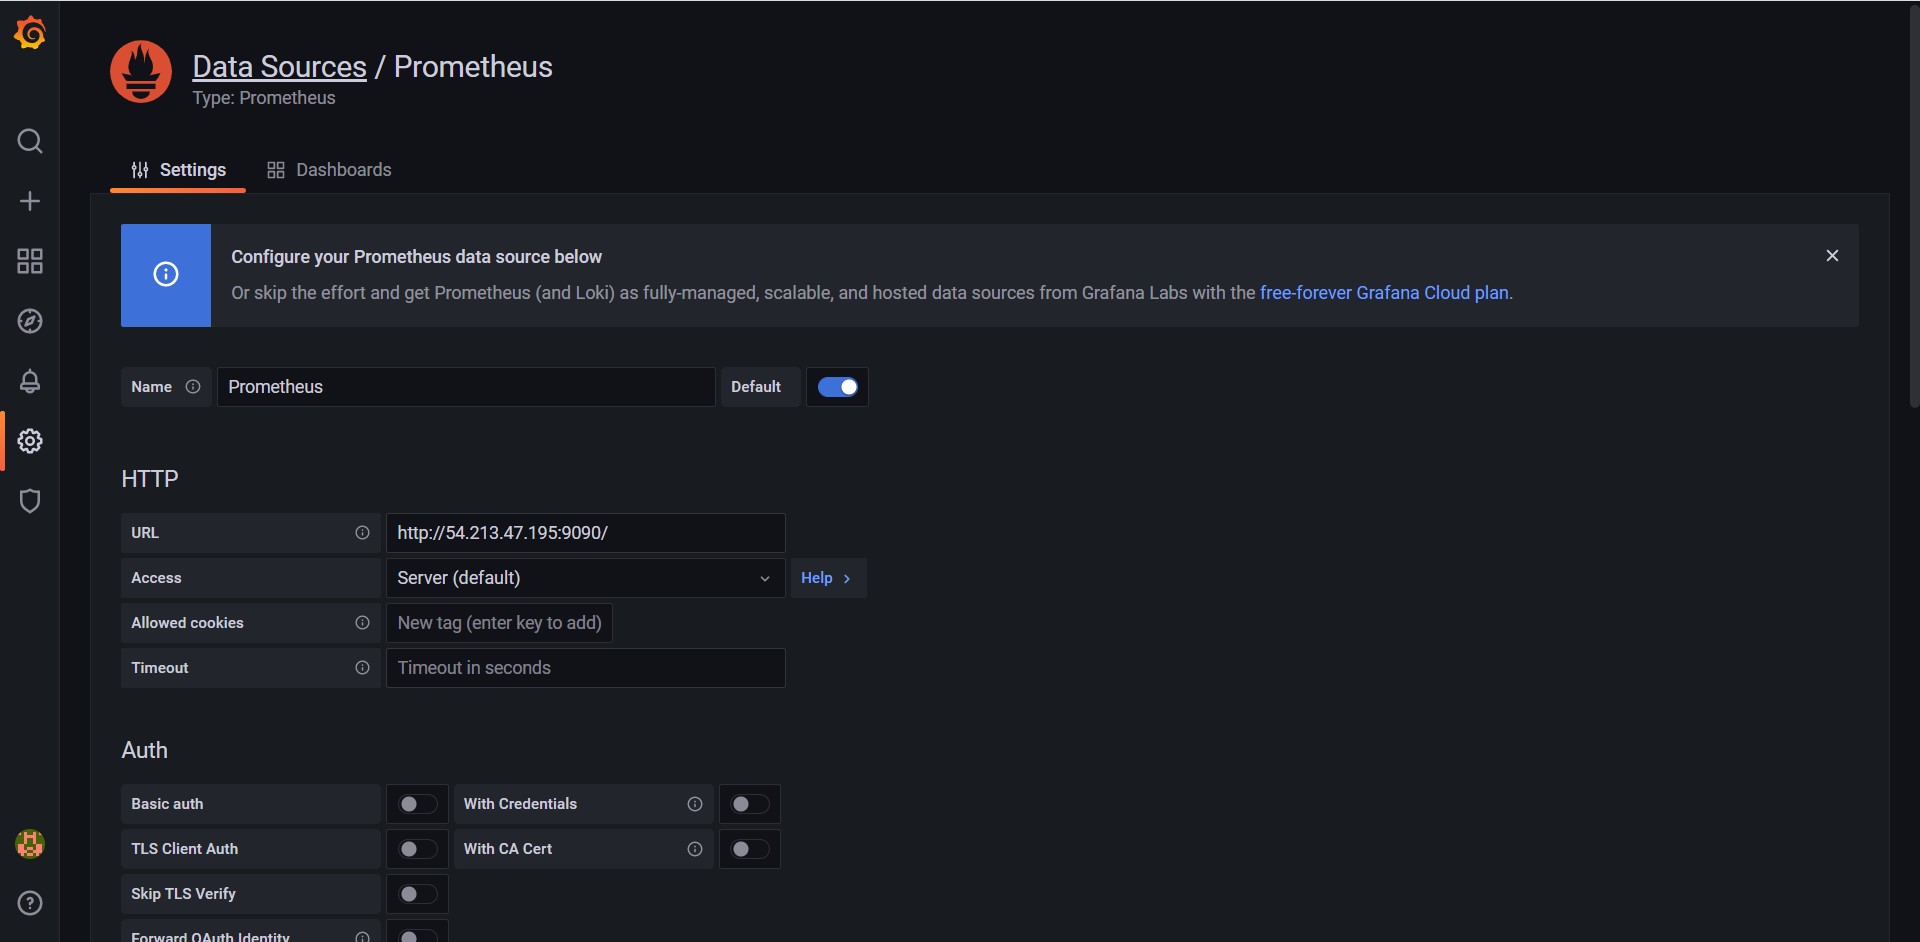 Data Sources / Prometheus
Type: Prometheus
Settings
Dashboards
Configure your Prometheus data source below
Or skip the effort and get Prometheus (and Loki) as fully-managed, scalable, and hosted data sources from Grafana Labs with the free-forever Grafana Cloud plan.
Name
Prometheus
Default
HTTP
URL
http://54.213.47.195:9090/
Access
Server (default)
Help
Allowed cookies
New tag (enter key to add)
Timeout
Timeout in seconds
Auth
Basic auth
With Credentials
TLS Client Auth
With CA Cert
Skip TLS Verify
Forward OAuth Identity